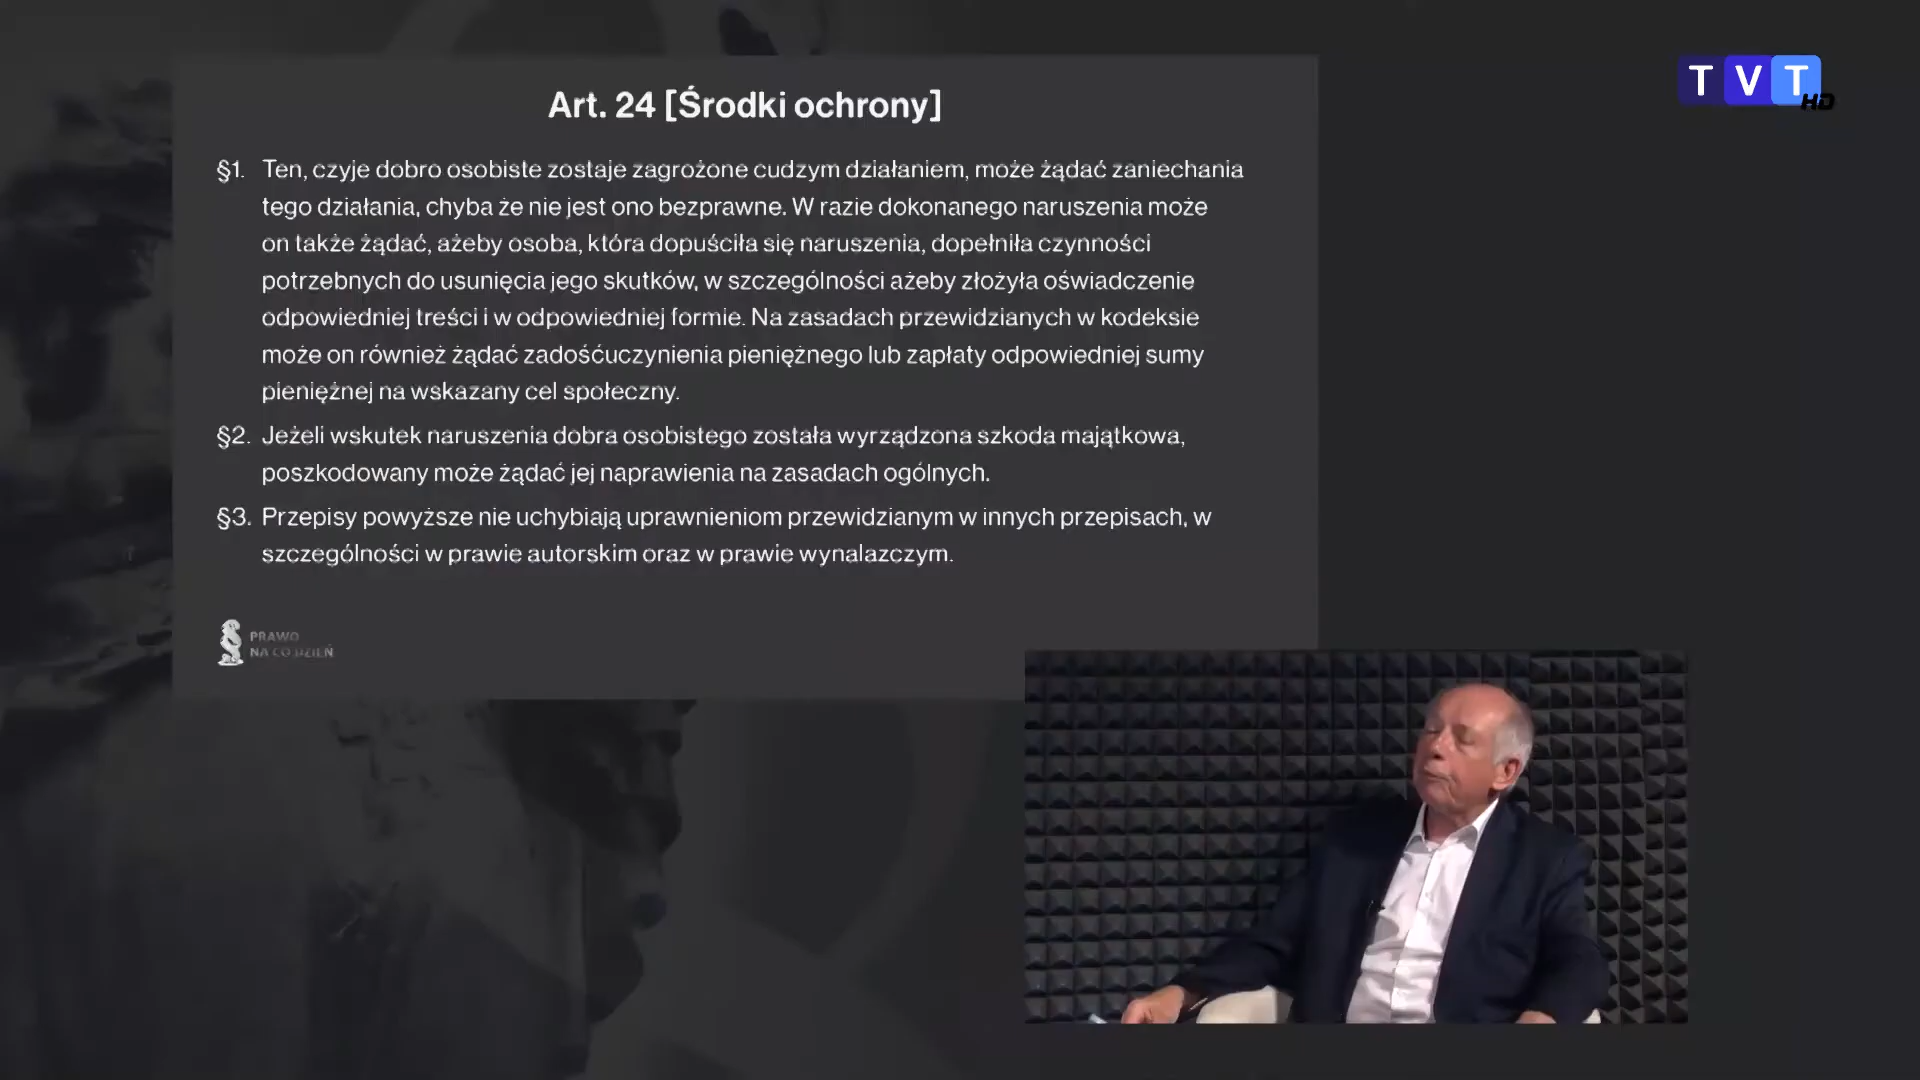 TVT
HD
Art. 24 [Środki ochrony]
§1. Ten, czyje dobro osobiste zostaje zagrożone cudzym działaniem, może żądać zaniechania
tego działania, chyba że nie jest ono bezprawne. W razie dokonanego naruszenia może
on także żądać, ażeby osoba, która dopuściła się naruszenia, dopełniła czynności
potrzebnych do usunięcia jego skutków, w szczególności ażeby złożyła oświadczenie
odpowiedniej treści i w odpowiedniej formie. Na zasadach przewidzianych w kodeksie
może on również żądać zadośćuczynienia pieniężnego lub zapłaty odpowiedniej sumy
pieniężnej na wskazany cel społeczny.
§2. Jeżeli wskutek naruszenia dobra osobistego została wyrządzona szkoda majątkowa,
poszkodowany może żądać jej naprawienia na zasadach ogólnych.
§3. Przepisy powyższe nie uchybiają uprawnieniom przewidzianym w innych przepisach, w
szczególności w prawie autorskim oraz w prawie wynalazczym.
PRAWO
NA CO DZIEŃ